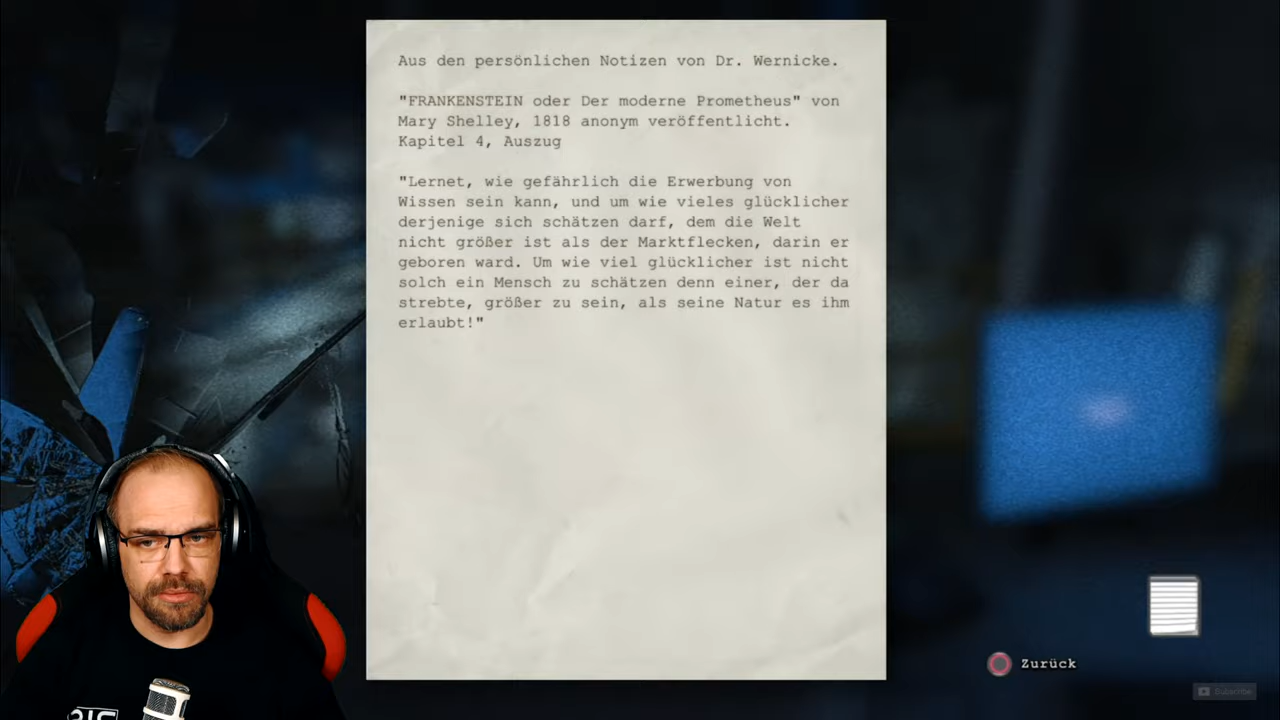 Aus den persönlichen Notizen von Dr. Wernicke.
"FRANKENSTEIN oder Der moderne Prometheus" von
Mary Shelley, 1818 anonym veröffentlicht.
Kapitel 4, Auszug
"Lernet, wie gefährlich die Erwerbung von
Wissen sein kann, und um wie vieles glücklicher
derjenige sich schätzen darf, dem die Welt
nicht größer ist als der Marktflecken, darin er
geboren ward. Um wie viel glücklicher ist nicht
solch ein Mensch zu schätzen denn einer, der da
strebte, größer zu sein, als seine Natur es ihm
erlaubt!"
Zurück
Subscribe